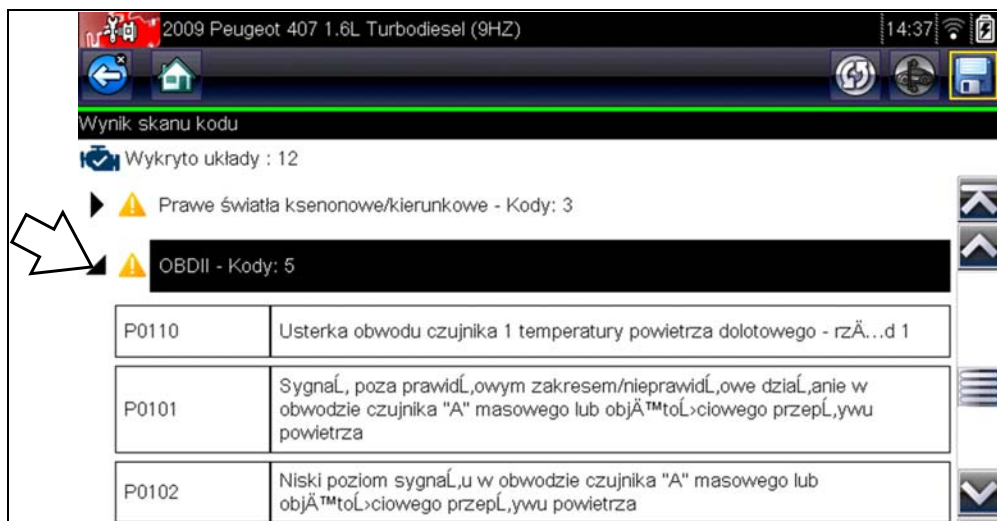 2009 Peugeot 407 1.6L Turbodiesel (9HZ)
14:37
Wynik skanu kodu
Wykryto układy : 12
Prawe światła ksenonowe/kierunkowe - Kody: 3
OBDII - Kody: 5
P0110
Usterka obwodu czujnika 1 temperatury powietrza dolotowego - rzÄ…d 1
P0101
SygnaĹ‚ poza prawidĹ‚owym zakresem/nieprawidĹ‚owe dziaĹ‚anie w
obwodzie czujnika "A" masowego lub objÄ™toĹ›ciowego przepĹ‚ywu
powietrza
P0102
Niski poziom sygnaĹ‚u w obwodzie czujnika "A" masowego lub
objÄ™toĹ›ciowego przepĹ‚ywu powietrza